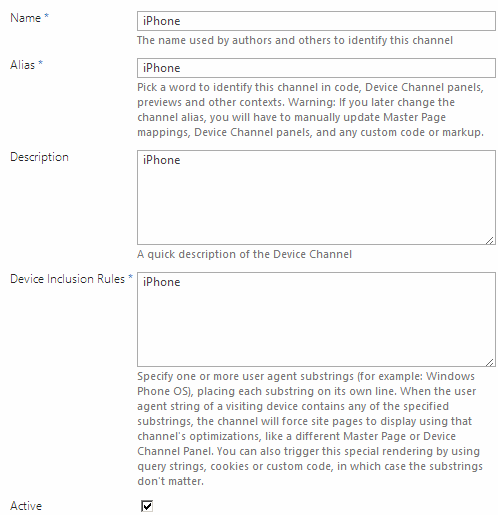 Name * iPhone
The name used by authors and others to identify this channel
Alias * iPhone
Pick a word to identify this channel in code, Device Channel panels,
previews and other contexts. Warning: If you later change the
channel alias, you will have to manually update Master Page
mappings, Device Channel panels, and any custom code or markup.
Description iPhone
A quick description of the Device Channel
Device Inclusion Rules * iPhone
Specify one or more user agent substrings (for example: Windows
Phone OS), placing each substring on its own line. When the user
agent string of a visiting device contains any of the specified
substrings, the channel will force site pages to display using that
channel's optimizations, like a different Master Page or Device
Channel Panel. You can also trigger this special rendering by using
query strings, cookies or custom code, in which case the substrings
don't matter.
Active